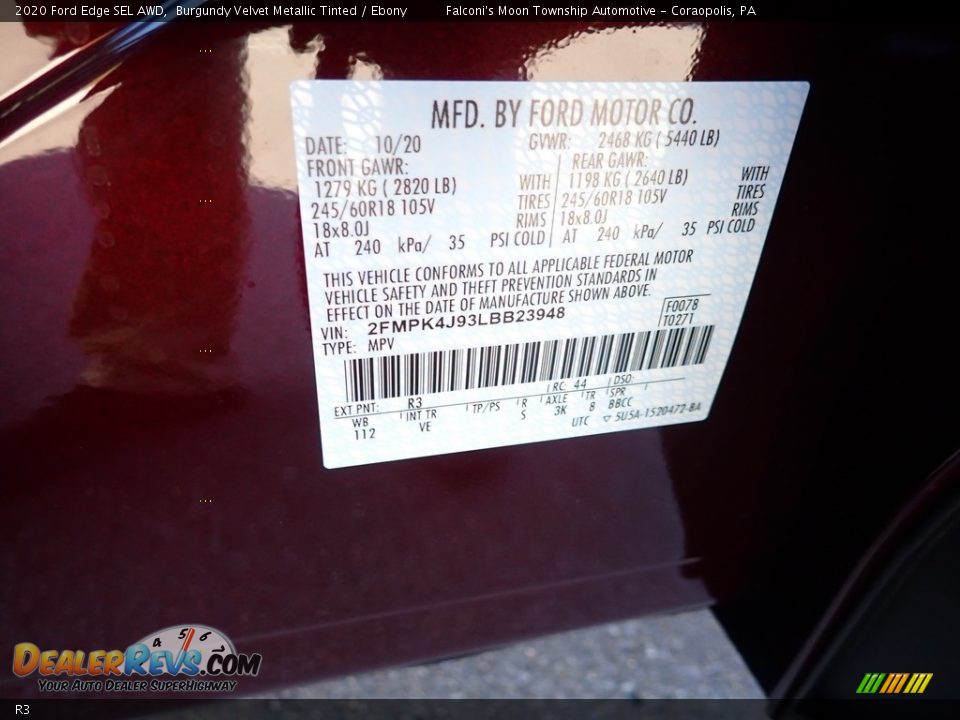 2020 Ford Edge SEL AWD, Burgundy Velvet Metallic Tinted / Ebony Falconi's Moon Township Automotive - Coraopolis, PA
MFD. BY FORD MOTOR CO.
DATE: 10/20 GVWR: 2468 KG ( 5440 LB)
FRONT GAWR: REAR GAWR:
1279 KG ( 2820 LB) WITH 1198 KG ( 2640 LB) WITH
245/60R18 105V TIRES 245/60R18 105V TIRES
18x8.0J RIMS 18x8.0J RIMS
AT 240 kPa/ 35 PSI COLD AT 240 kPa/ 35 PSI COLD
THIS VEHICLE CONFORMS TO ALL APPLICABLE FEDERAL MOTOR
VEHICLE SAFETY AND THEFT PREVENTION STANDARDS IN
EFFECT ON THE DATE OF MANUFACTURE SHOWN ABOVE.
VIN: 2FMPK4J93LBB23948 F0078
TYPE: MPV T0271
EXT PNT: R3 RC: 44 DSO:
WB INT TR TP/PS R AXLE TR SPR
112 VE S 3K 8 BBCC
UTC 5U5A-1520472-BA
DEALERREVS.COM
4 5 6
YOUR AUTO DEALER SUPERHIGHWAY
R3